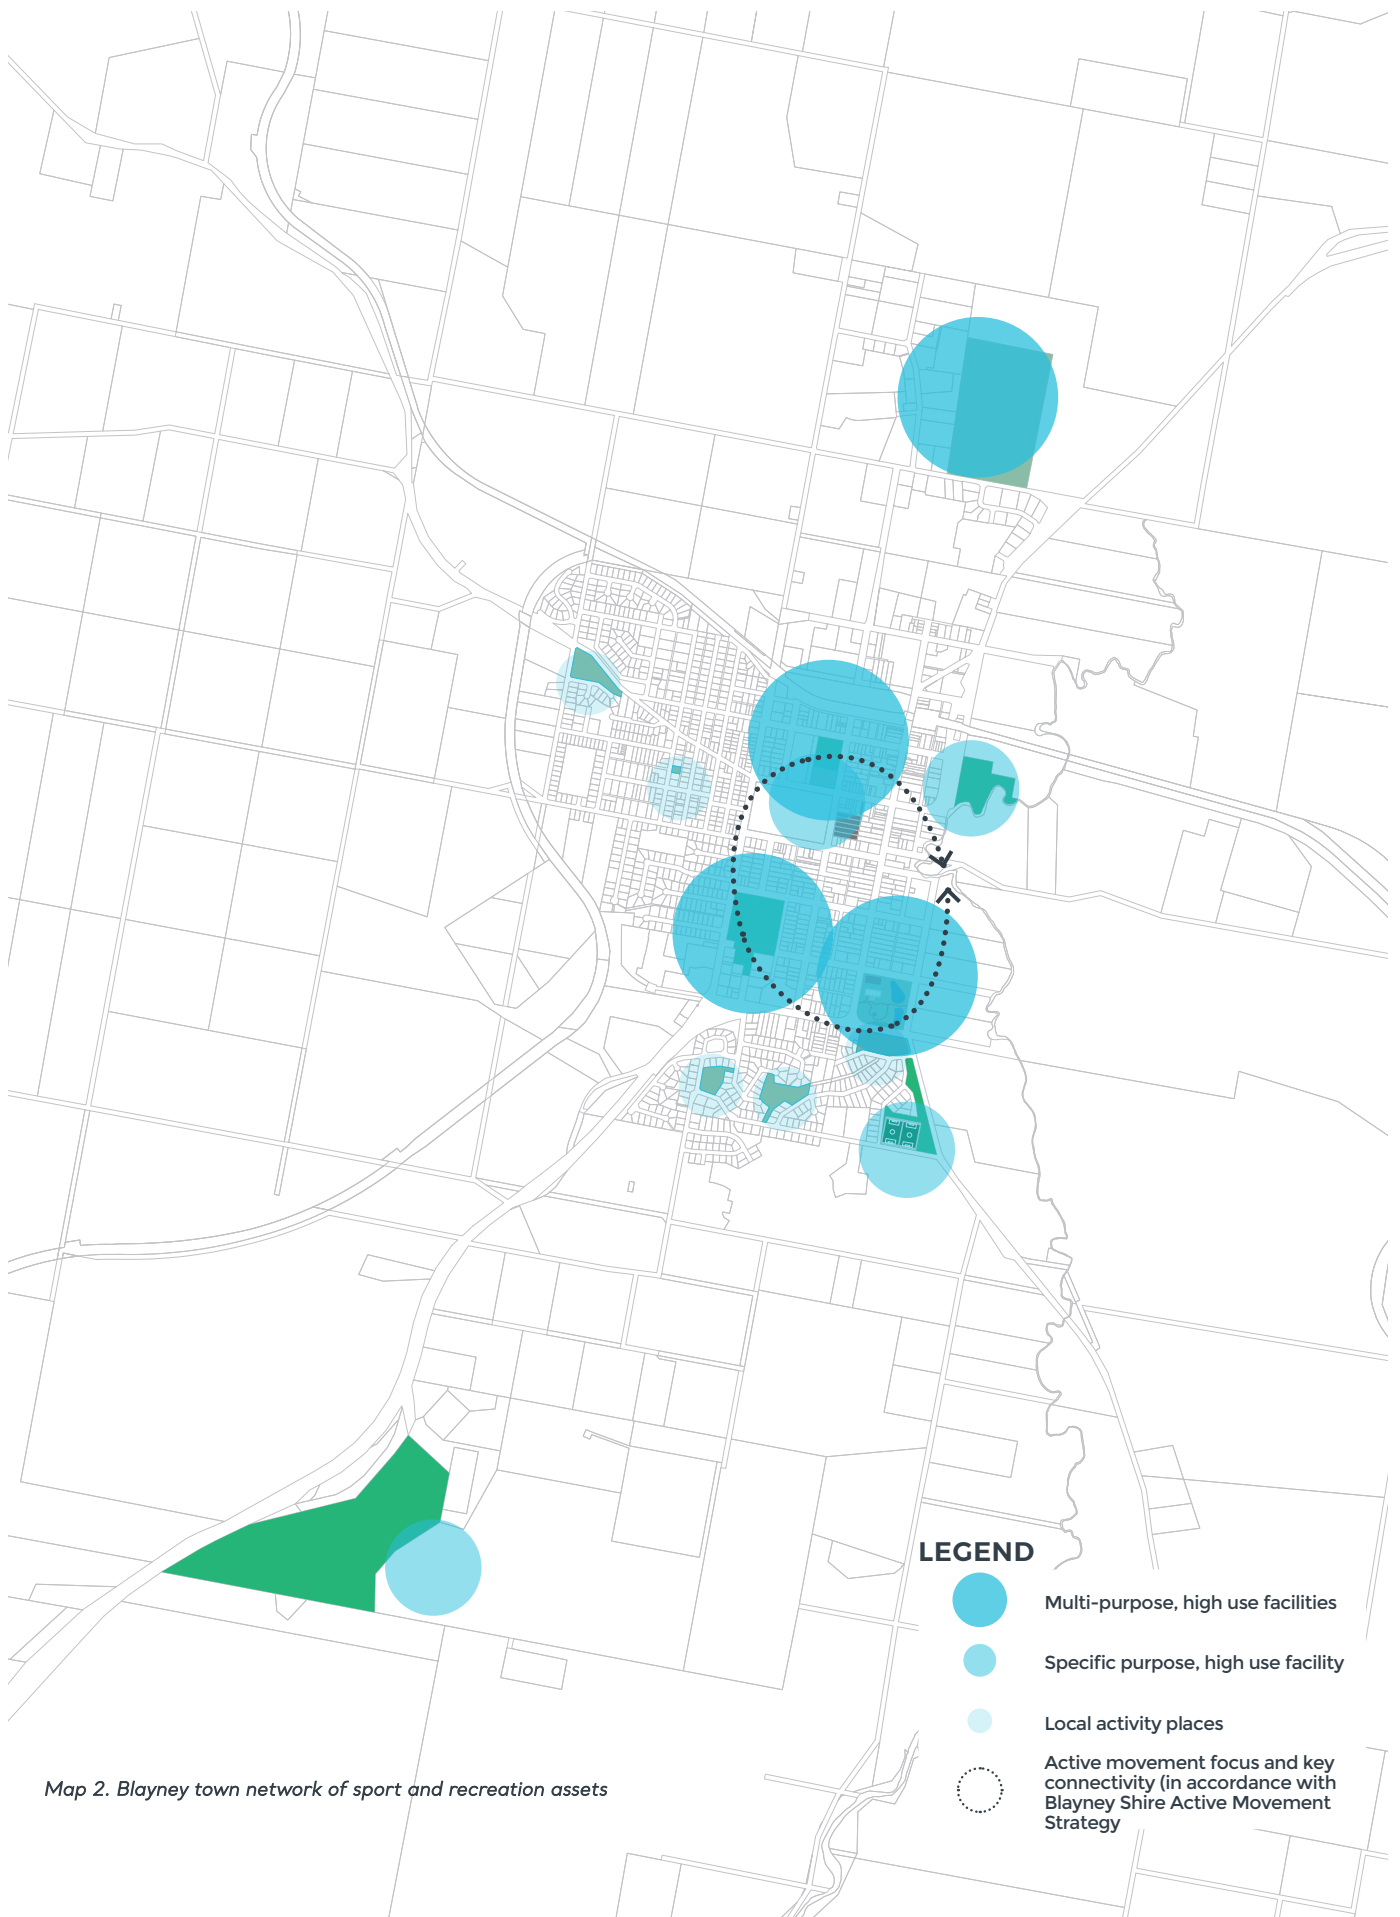 LEGEND
Multi-purpose, high use facilities
Specific purpose, high use facility
Local activity places
Active movement focus and key
connectivity (in accordance with
Blayney Shire Active Movement
Strategy
Map 2. Blayney town network of sport and recreation assets